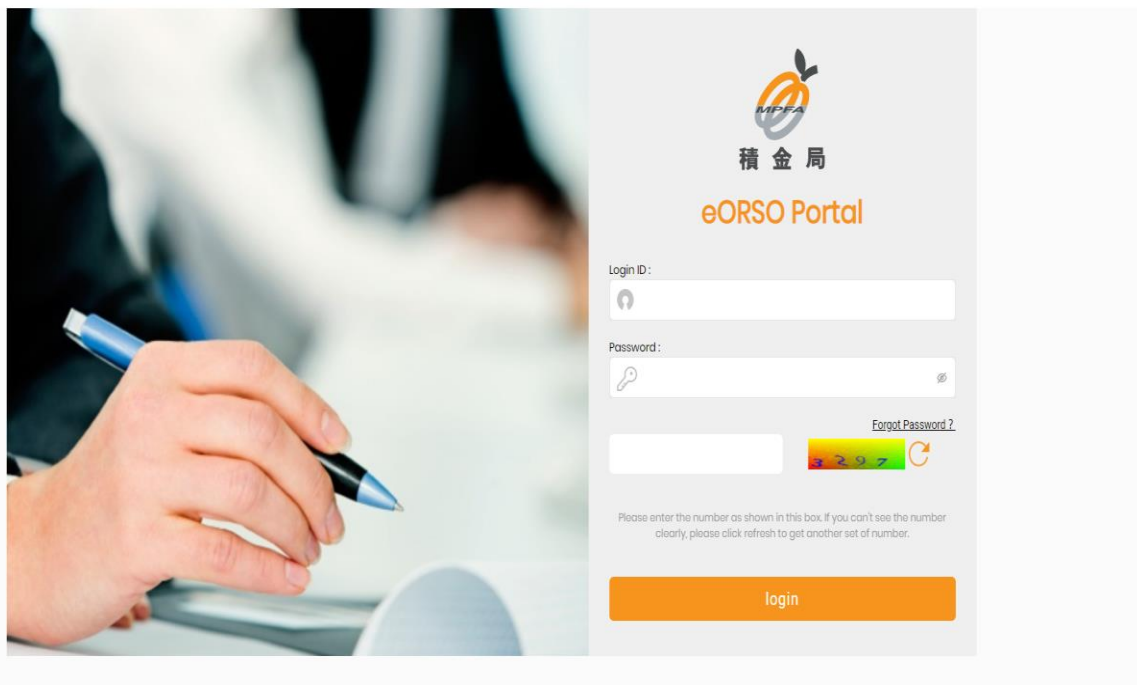 MPFA
積金局
eORSO Portal
Login ID :
Password :
Forgot Password ?
3297
Please enter the number as shown in this box. If you can't see the number
clearly, please click refresh to get another set of number.
login